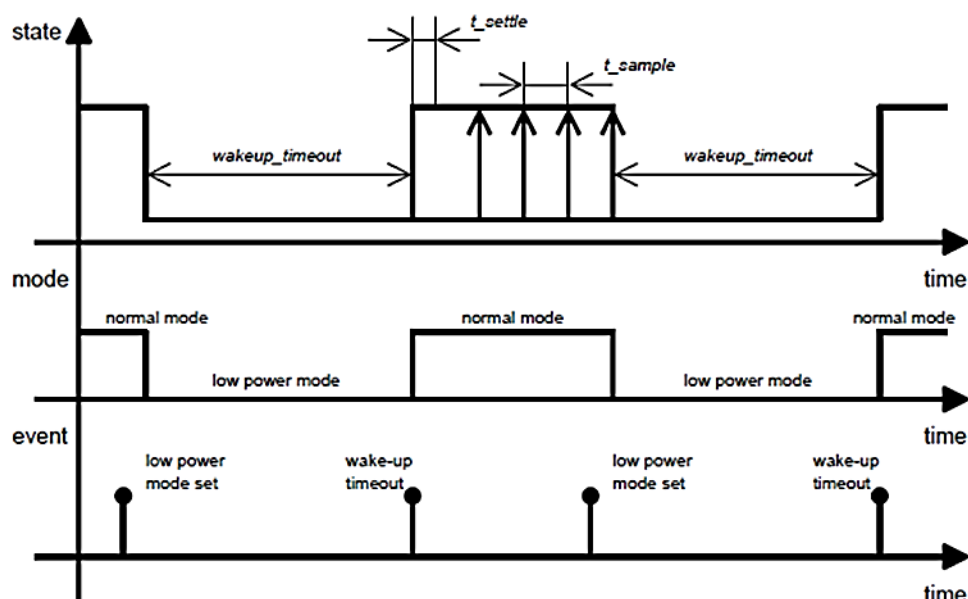 state
t_settle
t_sample
wakeup_timeout
wakeup_timeout
mode
time
normal mode
normal mode
normal mode
low power mode
low power mode
event
time
low power
mode set
wake-up
timeout
low power
mode set
wake-up
timeout
time